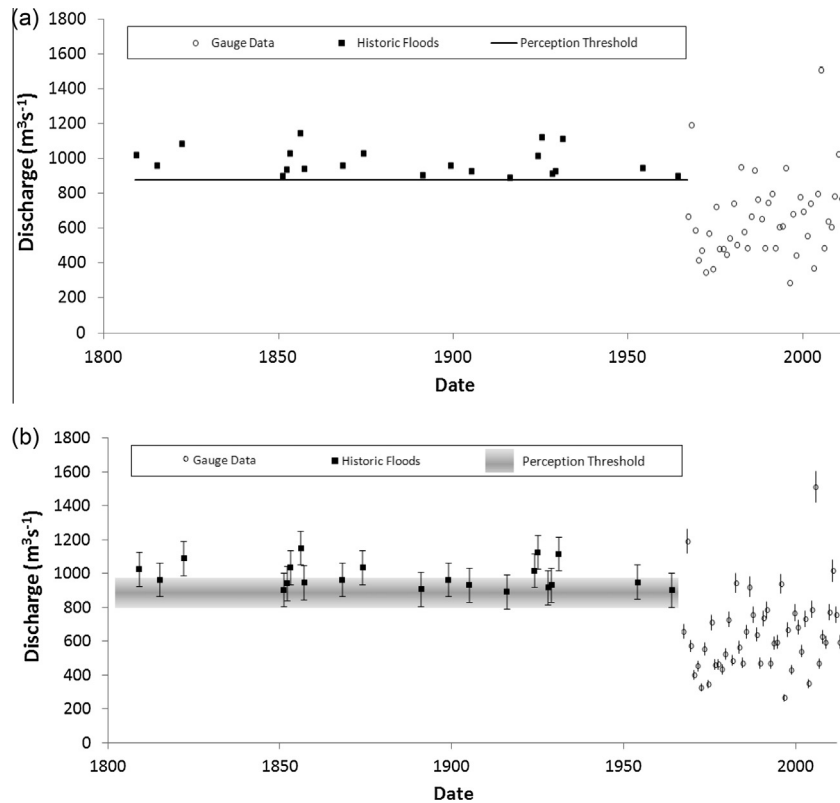 (a)
1800
1600
1400
1200
1000
800
600
400
200
0
Discharge (m³s⁻¹)
Gauge Data
Historic Floods
Perception Threshold
1800
1850
1900
1950
2000
Date
(b)
1800
1600
1400
1200
1000
800
600
400
200
0
Discharge (m³s⁻¹)
Gauge Data
Historic Floods
Perception Threshold
1800
1850
1900
1950
2000
Date